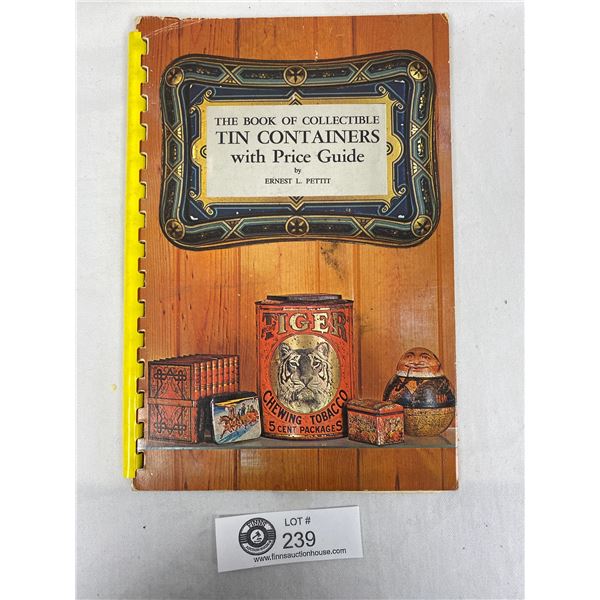 THE BOOK OF COLLECTIBLE
TIN CONTAINERS
with Price Guide
by
ERNEST L. PETTIT
TIGER
CHEWING TOBACCO
5 CENT PACKAGES
LOT #
239
FINNS
www.finnsauctionhouse.com